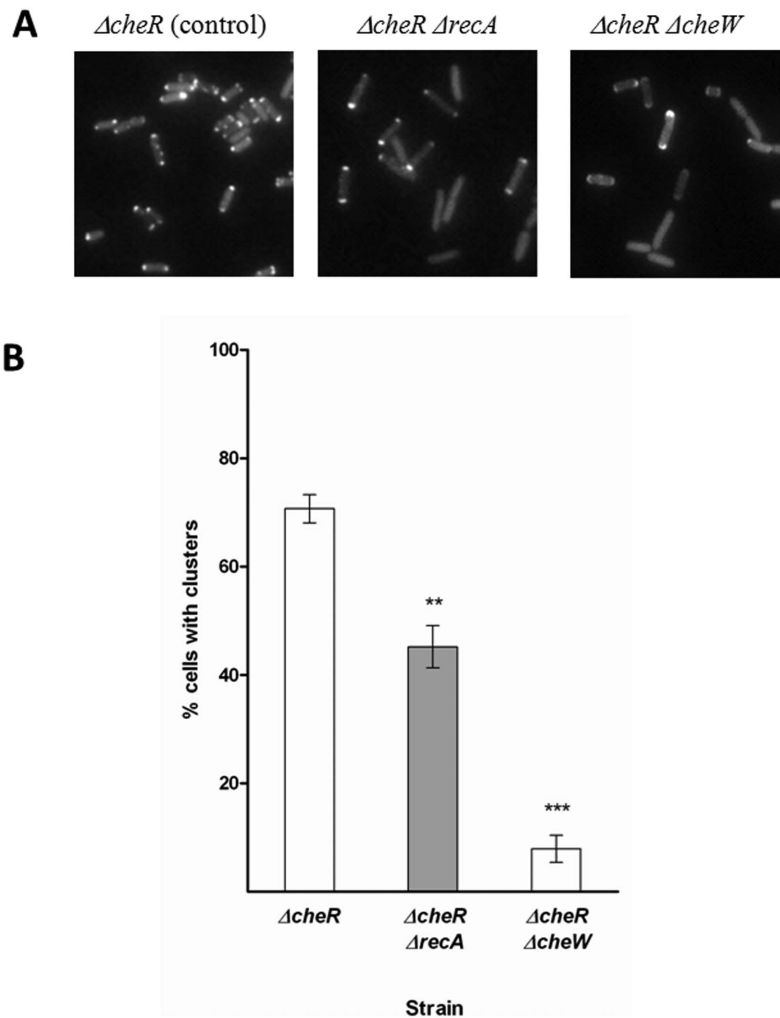 A
ΔcheR (control)
ΔcheR ΔrecA
ΔcheR ΔcheW
B
100
80
60
40
20
% cells with clusters
**
***
ΔcheR
ΔcheR
ΔrecA
ΔcheR
ΔcheW
Strain